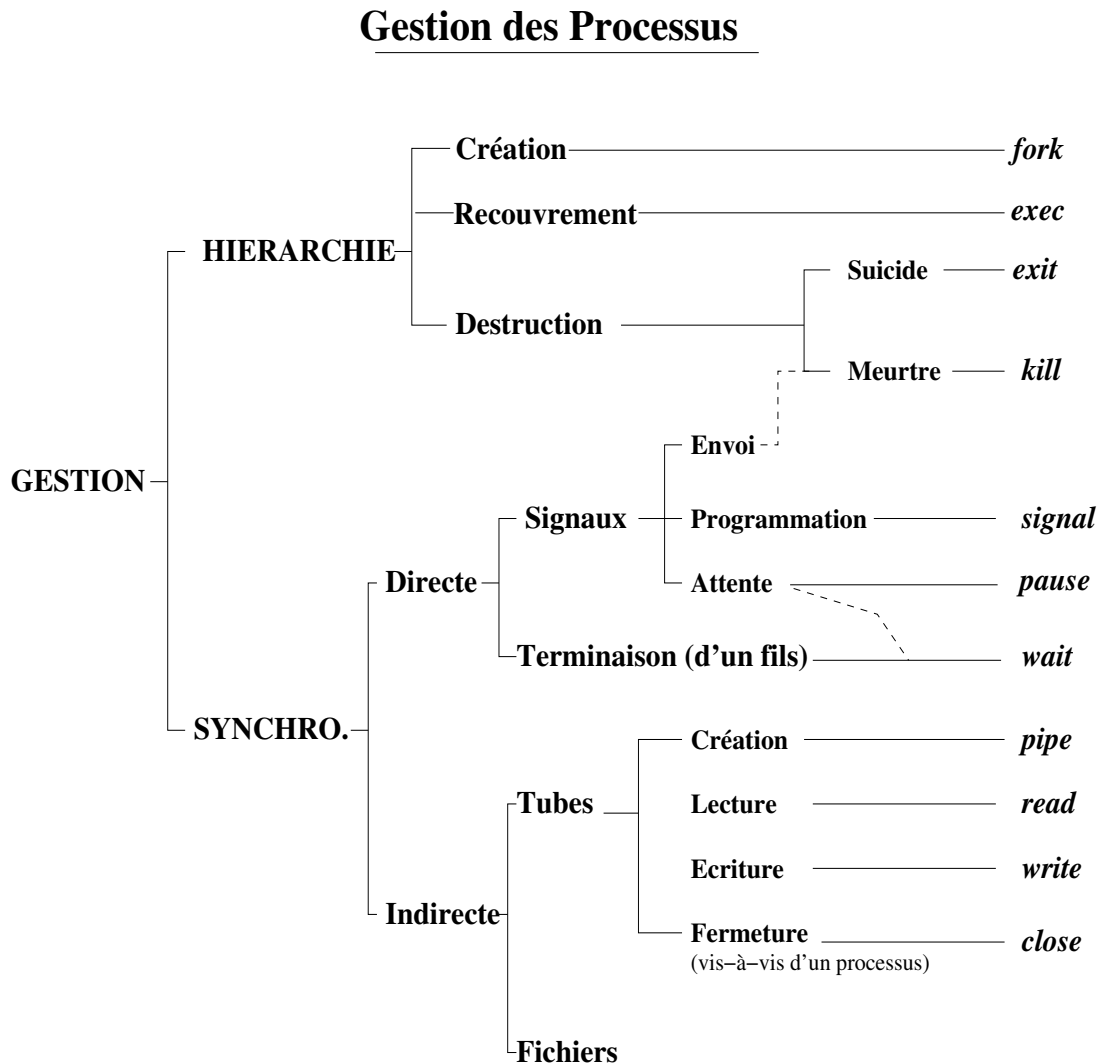 Gestion des Processus
Création fork
Recouvrement exec
HIERARCHIE
Suicide exit
Destruction
Meurtre kill
Envoi
GESTION
Signaux Programmation signal
Directe Attente pause
Terminaison (d'un fils) wait
SYNCHRO.
Création pipe
Tubes Lecture read
Ecriture write
Indirecte
Fermeture close
(vis−à−vis d'un processus)
Fichiers